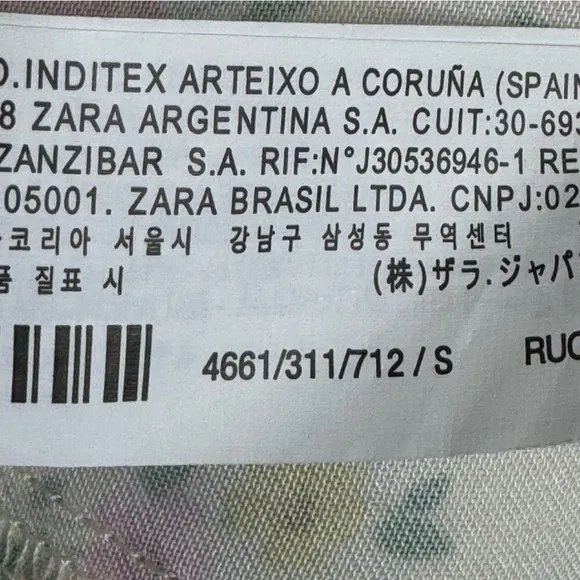 O.INDITEX ARTEIXO A CORUÑA (SPAIN
8 ZARA ARGENTINA S.A. CUIT:30-693
ZANZIBAR S.A. RIF:N°J30536946-1 RE
05001. ZARA BRASIL LTDA. CNPJ:02
코리아 서울시 강남구 삼성동 무역센터
품 질표 시 (株)ザラ.ジャパ
4661/311/712 / S RUC